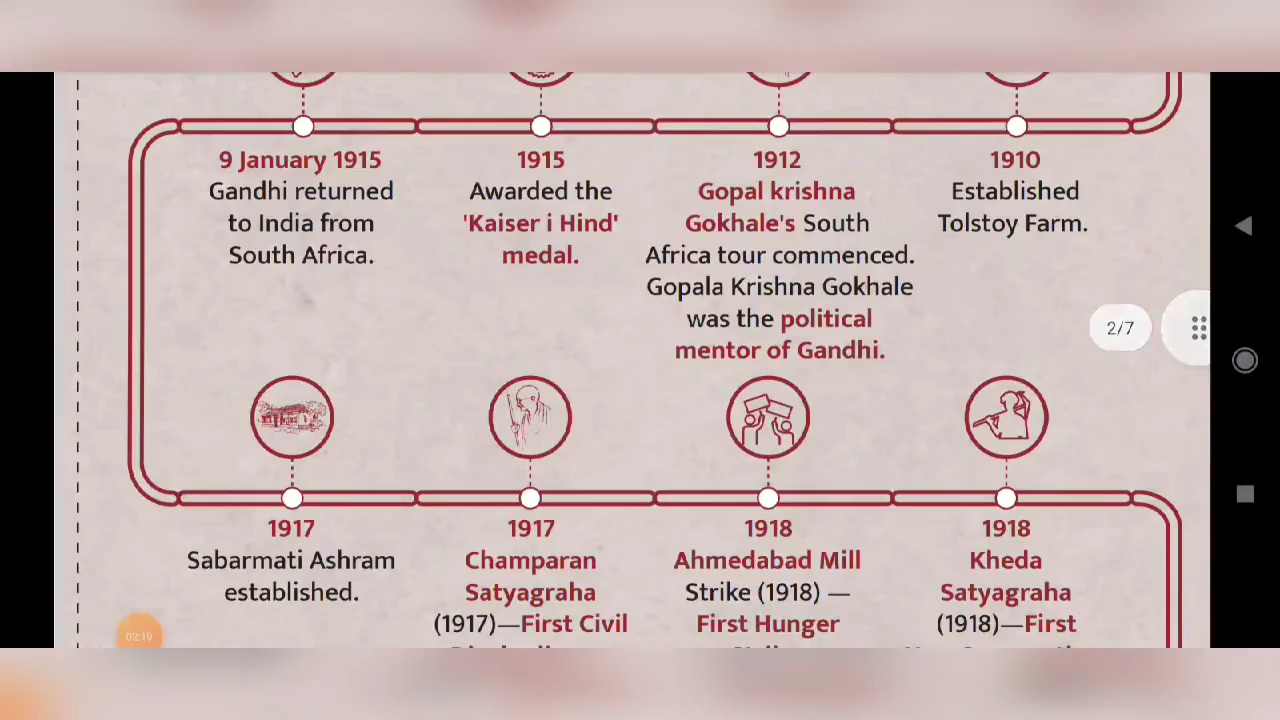 9 January 1915
Gandhi returned
to India from
South Africa.
1915
Awarded the
'Kaiser i Hind'
medal.
1912
Gopal krishna
Gokhale's South
Africa tour commenced.
Gopala Krishna Gokhale
was the political
mentor of Gandhi.
1910
Established
Tolstoy Farm.
2/7
1917
Sabarmati Ashram
established.
1917
Champaran
Satyagraha
(1917)—First Civil
1918
Ahmedabad Mill
Strike (1918) —
First Hunger
1918
Kheda
Satyagraha
(1918)—First
02:19